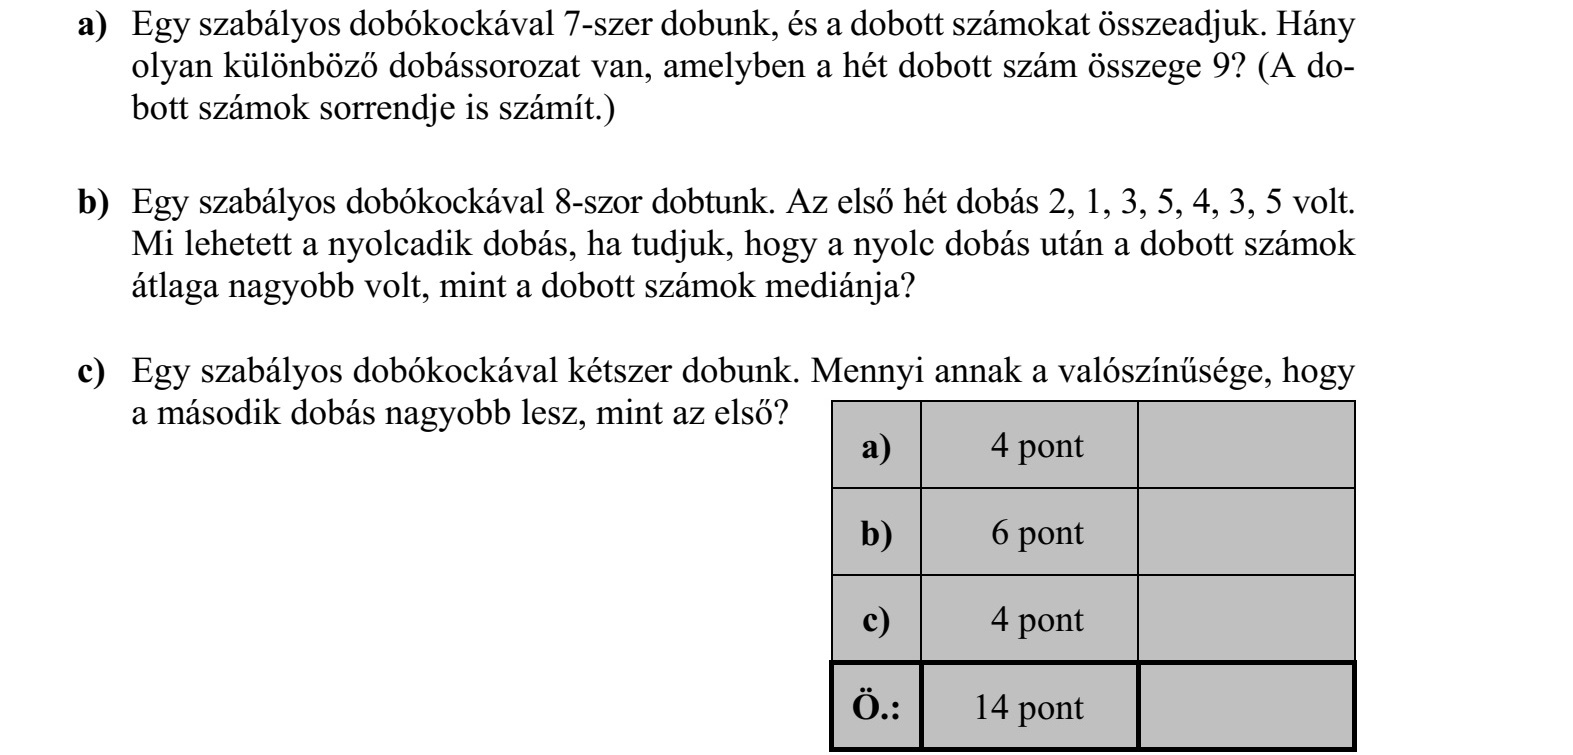 a) Egy szabályos dobókockával 7-szer dobunk, és a dobott számokat összeadjuk. Hány
olyan különböző dobássorozat van, amelyben a hét dobott szám összege 9? (A do-
bott számok sorrendje is számít.)
b) Egy szabályos dobókockával 8-szor dobtunk. Az első hét dobás 2, 1, 3, 5, 4, 3, 5 volt.
Mi lehetett a nyolcadik dobás, ha tudjuk, hogy a nyolc dobás után a dobott számok
átlaga nagyobb volt, mint a dobott számok mediánja?
c) Egy szabályos dobókockával kétszer dobunk. Mennyi annak a valószínűsége, hogy
a második dobás nagyobb lesz, mint az első?
a) 4 pont
b) 6 pont
c) 4 pont
Ö.: 14 pont